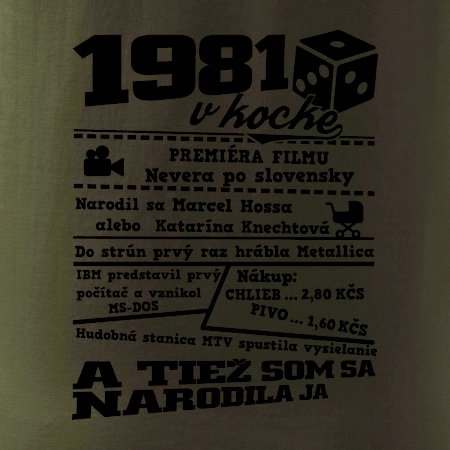 1981
v kocke
PREMIÉRA FILMU
Nevera po slovensky
Narodil sa Marcel Hossa
alebo Katarína Knechtová
Do strún prvý raz hrábla Metallica
IBM predstavil prvý
počítač a vznikol
MS-DOS
Nákup:
CHLIEB ... 2,80 KČS
PIVO ... 1,60 KČS
Hudobná stanica MTV spustila vysielanie
A TIEŽ SOM SA
NARODILA JA